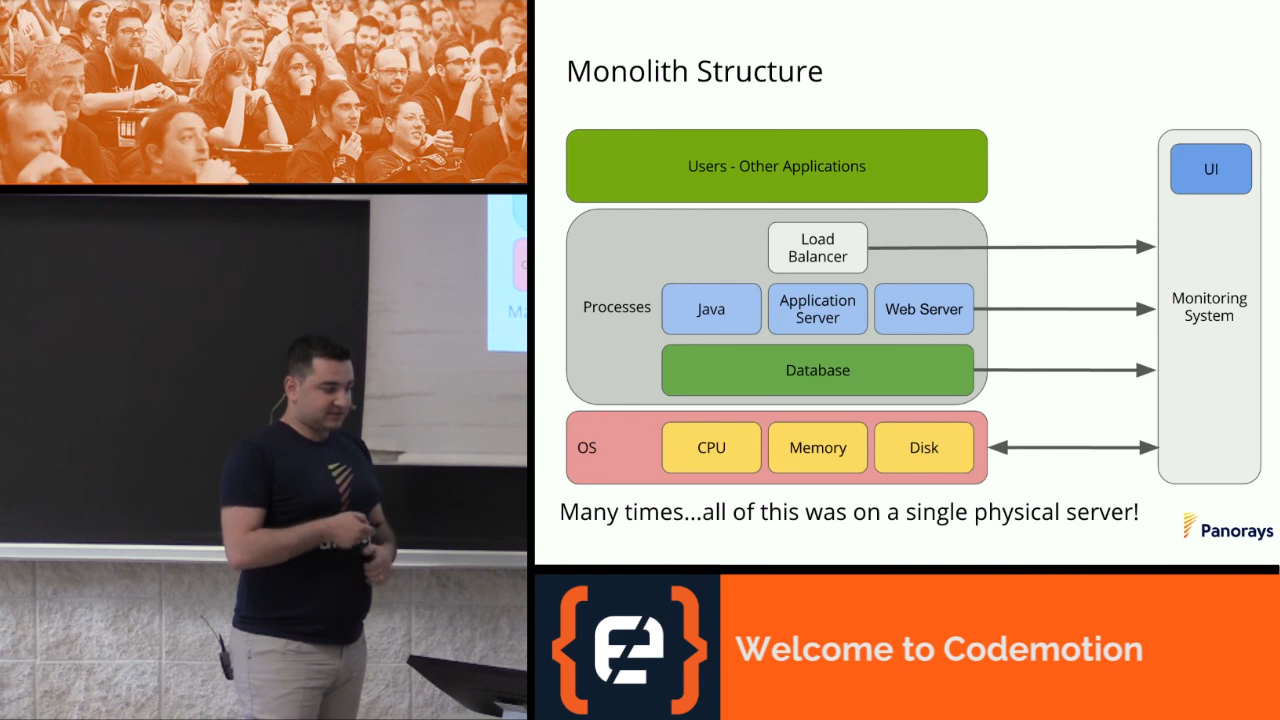 Monolith Structure
Users - Other Applications
UI
Load
Balancer
Processes
Java
Application
Server
Web Server
Monitoring
System
Database
OS
CPU
Memory
Disk
Many times...all of this was on a single physical server!
Panorays
Welcome to Codemotion